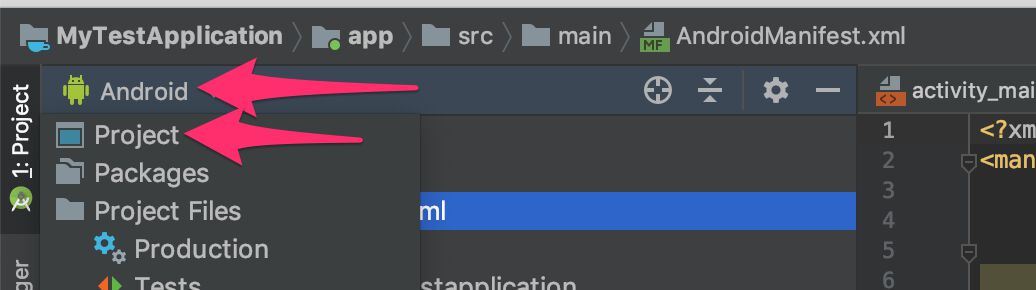 MyTestApplication app src main AndroidManifest.xml
1: Project
Android
activity_mai
Project
1 <?xm
Packages
2 <man
3
Project Files
ml
4
Production
5
Tests
stapplication
6
ger